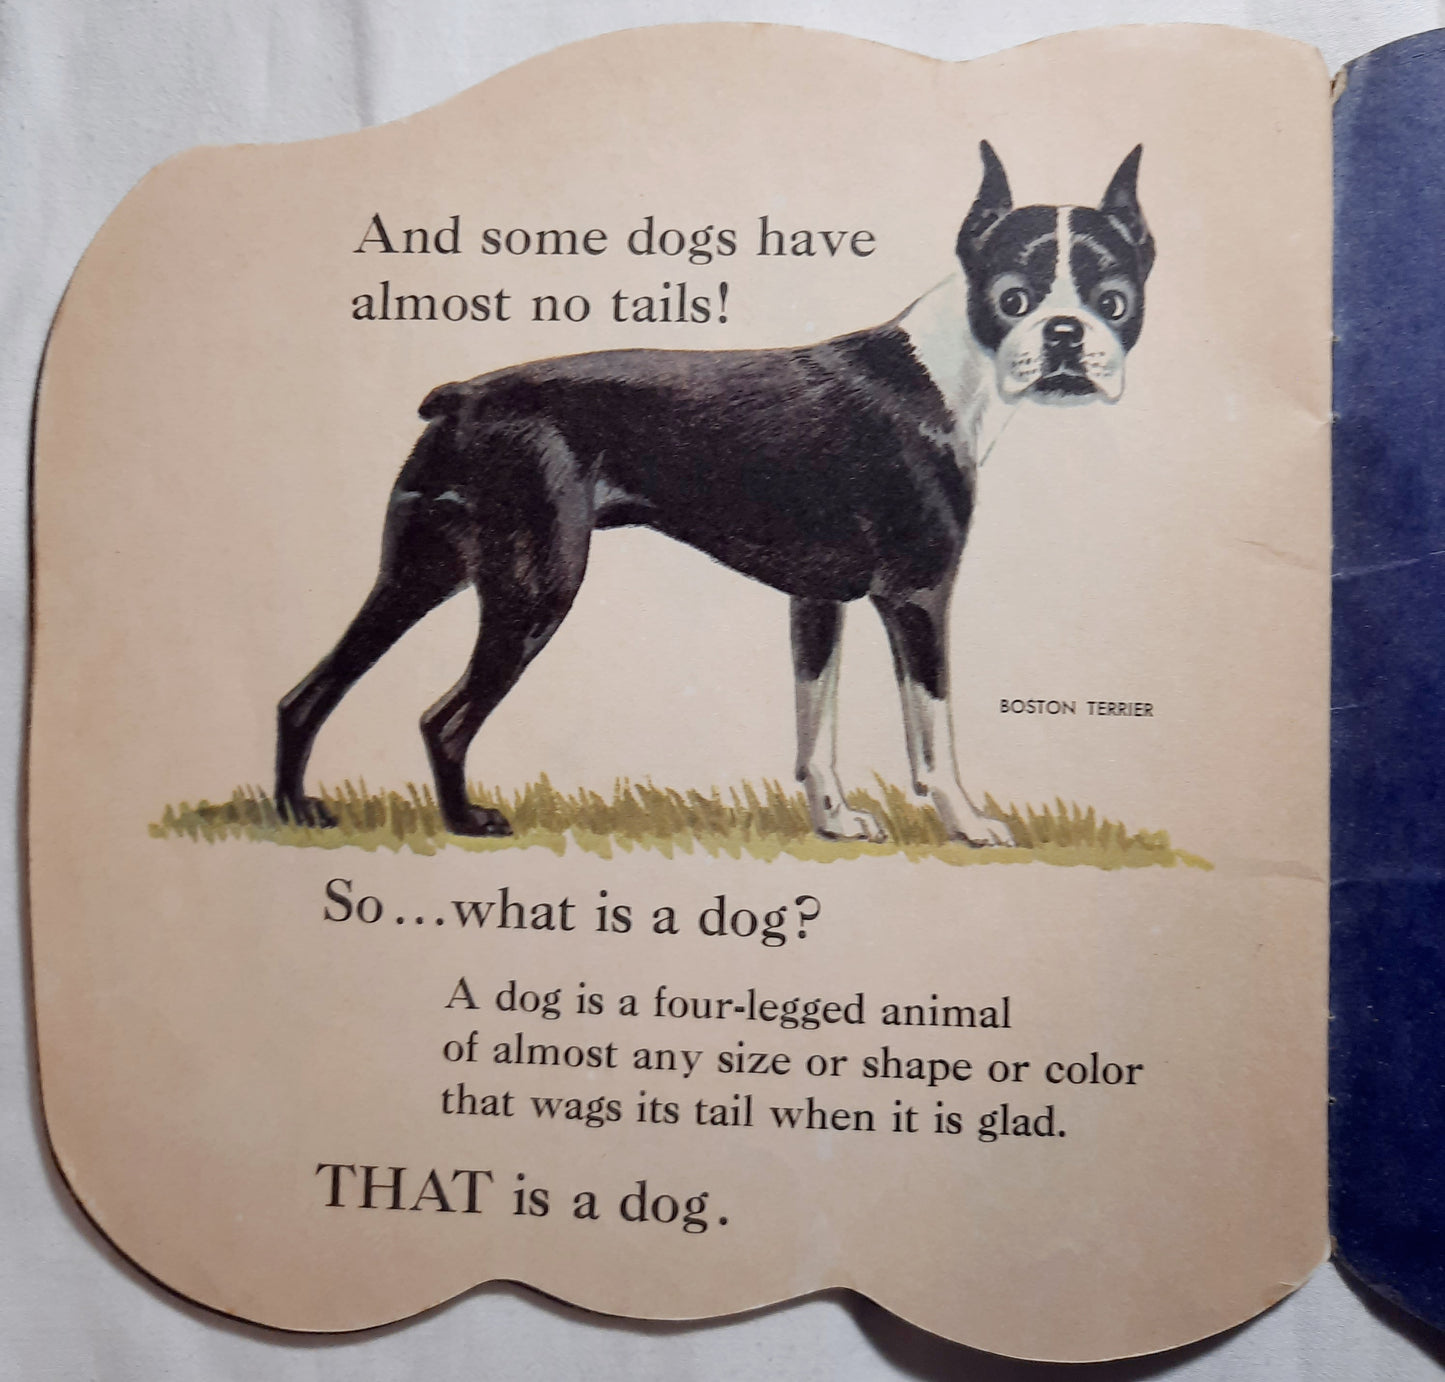 And some dogs have
almost no tails!
BOSTON TERRIER
So...what is a dog?
A dog is a four-legged animal
of almost any size or shape or color
that wags its tail when it is glad.
THAT is a dog.